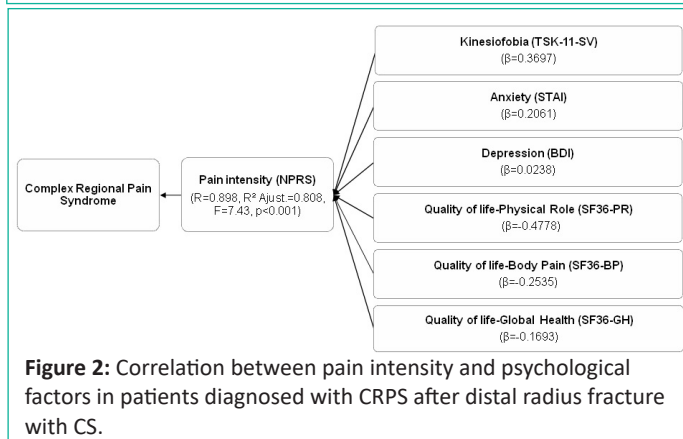 Kinesiofobia (TSK-11-SV)
(β=0.3697)
Anxiety (STAI)
(β=0.2061)
Depression (BDI)
(β=0.0238)
Complex Regional Pain
Syndrome
Pain intensity (NPRS)
(R=0.898, R² Ajust.=0.808,
F=7.43, p<0.001)
Quality of life-Physical Role (SF36-PR)
(β=-0.4778)
Quality of life-Body Pain (SF36-BP)
(β=-0.2535)
Quality of life-Global Health (SF36-GH)
(β=-0.1693)
Figure 2: Correlation between pain intensity and psychological
factors in patients diagnosed with CRPS after distal radius fracture
with CS.